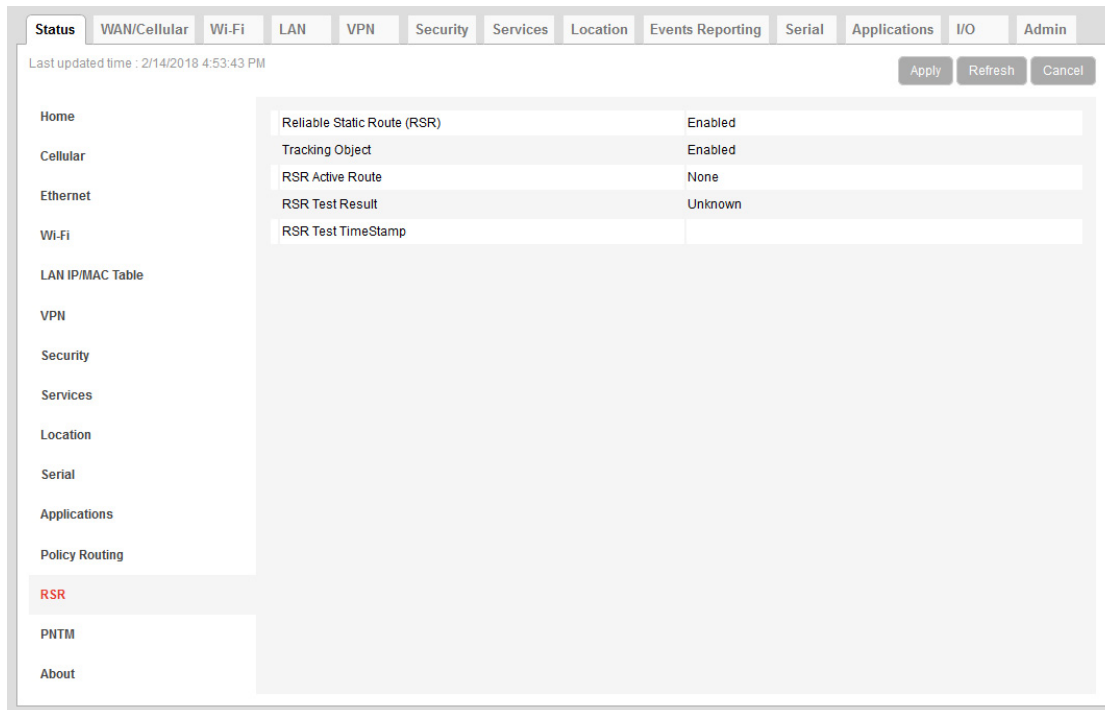 Status WAN/Cellular Wi-Fi LAN VPN Security Services Location Events Reporting Serial Applications I/O Admin
Last updated time : 2/14/2018 4:53:43 PM
Apply Refresh Cancel
Home
Cellular
Ethernet
Wi-Fi
LAN IP/MAC Table
VPN
Security
Services
Location
Serial
Applications
Policy Routing
RSR
PNTM
About
Reliable Static Route (RSR) Enabled
Tracking Object Enabled
RSR Active Route None
RSR Test Result Unknown
RSR Test TimeStamp